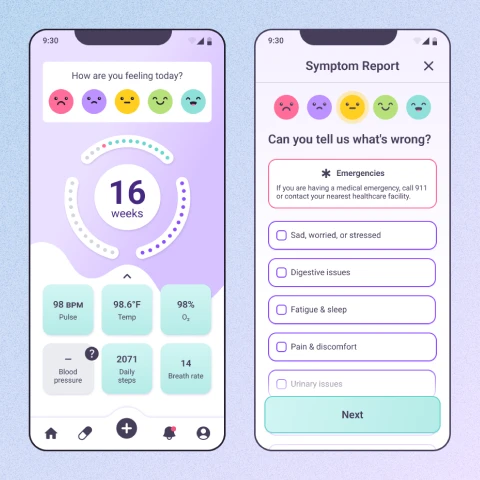 9:30
How are you feeling today?
16
weeks
98 BPM
Pulse
98.6°F
Temp
98%
O₂
–
?
Blood
pressure
2071
Daily
steps
14
Breath rate
9:30
Symptom Report
Can you tell us what's wrong?
Emergencies
If you are having a medical emergency, call 911
or contact your nearest healthcare facility.
Sad, worried, or stressed
Digestive issues
Fatigue & sleep
Pain & discomfort
Urinary issues
Next